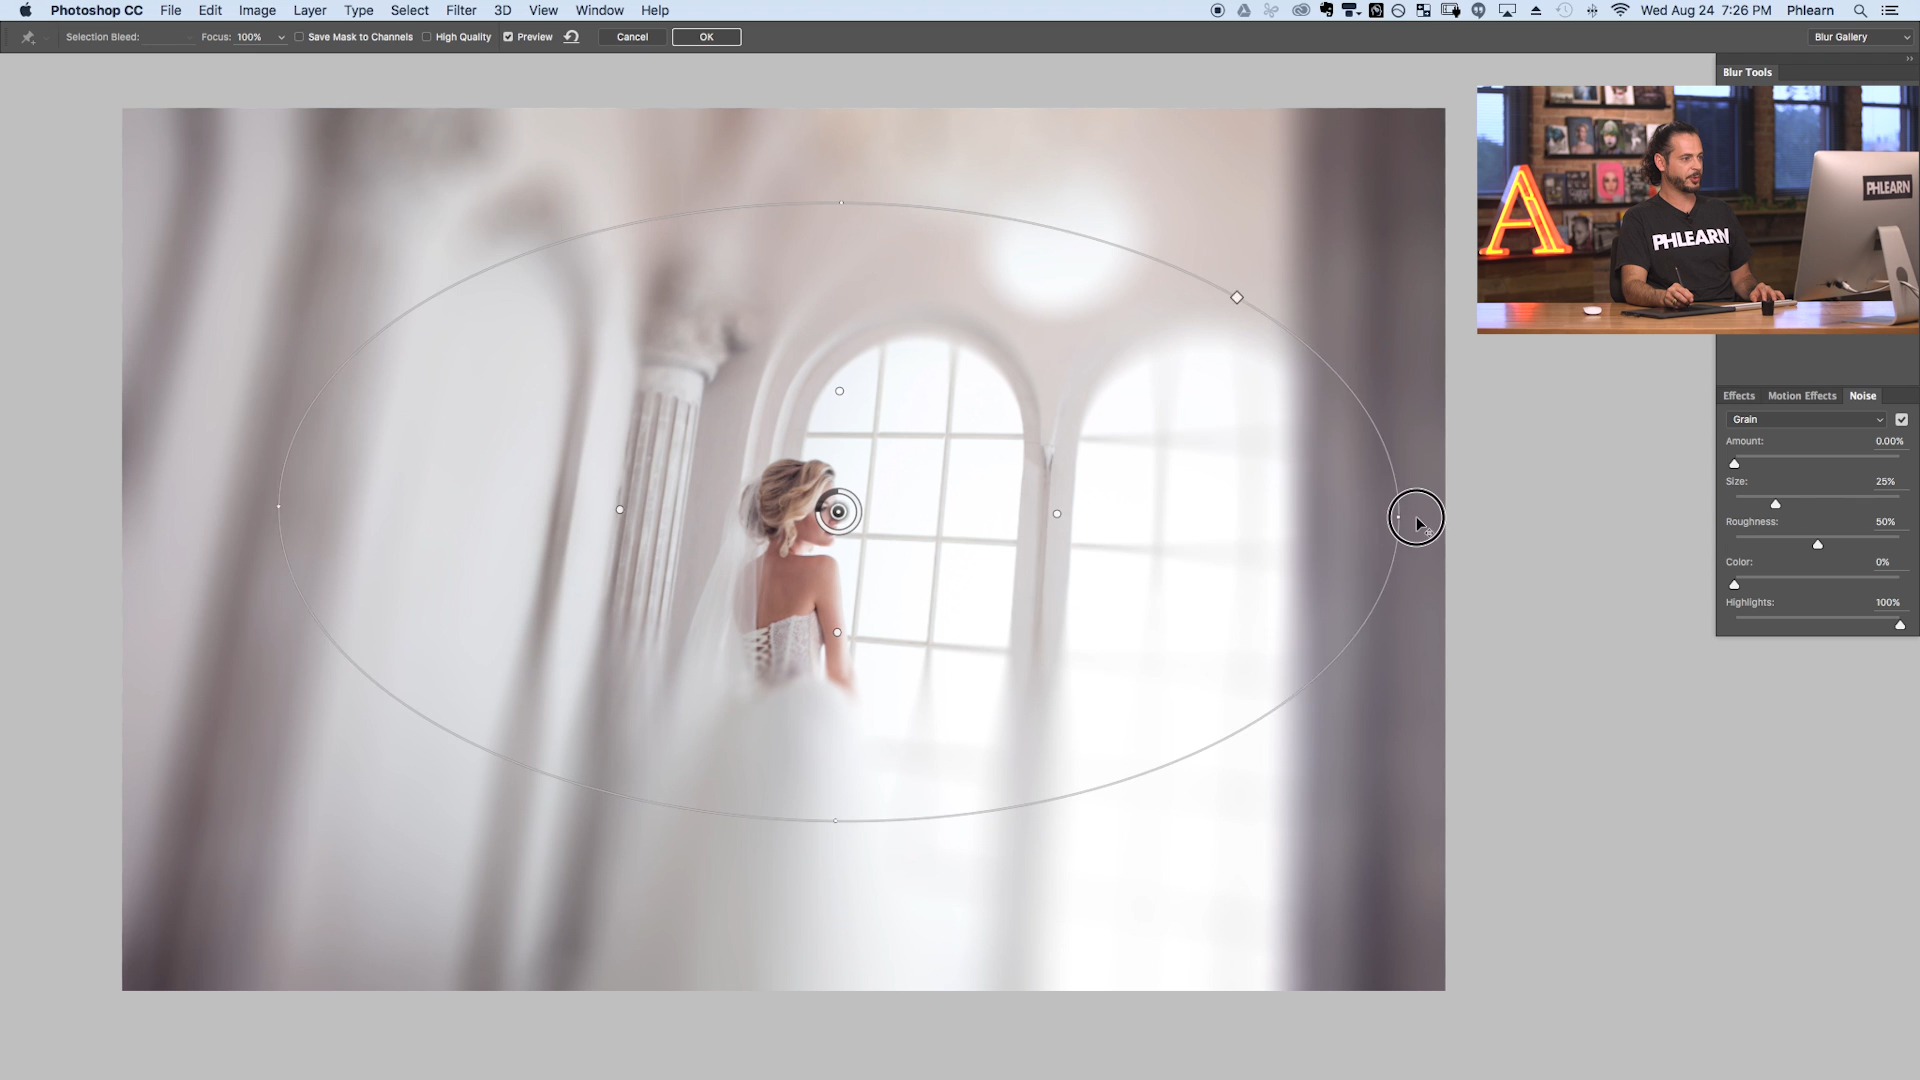 Photoshop CC File Edit Image Layer Type Select Filter 3D View Window Help Wed Aug 24 7:26 PM Phlearn
Selection Bleed: Focus: 100% Save Mask to Channels High Quality Preview Cancel OK Blur Gallery
Blur Tools
PHLEARN
A
PHLEARN
Effects Motion Effects Noise
Grain
Amount: 0.00%
Size: 25%
Roughness: 50%
Color: 0%
Highlights: 100%